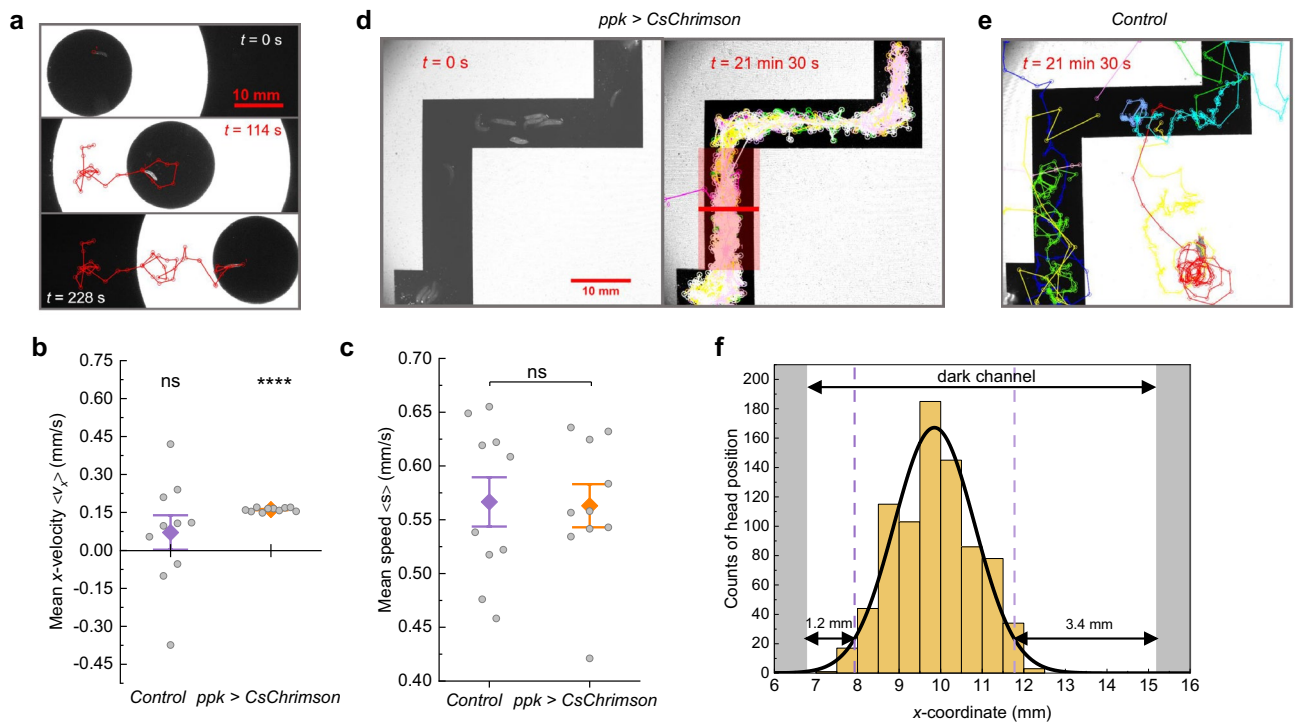 a
t = 0 s
10 mm
t = 114 s
t = 228 s
d
ppk > CsChrimson
t = 0 s
10 mm
t = 21 min 30 s
e
Control
t = 21 min 30 s
b
0.75
0.60
0.45
0.30
0.15
0.00
-0.15
-0.30
-0.45
Mean x-velocity <vx> (mm/s)
ns
****
Control
ppk > CsChrimson
c
0.70
0.65
0.60
0.55
0.50
0.45
0.40
Mean speed <s> (mm/s)
ns
Control
ppk > CsChrimson
f
200
180
160
140
120
100
80
60
40
20
0
Counts of head position
dark channel
1.2 mm
3.4 mm
6 7 8 9 10 11 12 13 14 15 16
x-coordinate (mm)